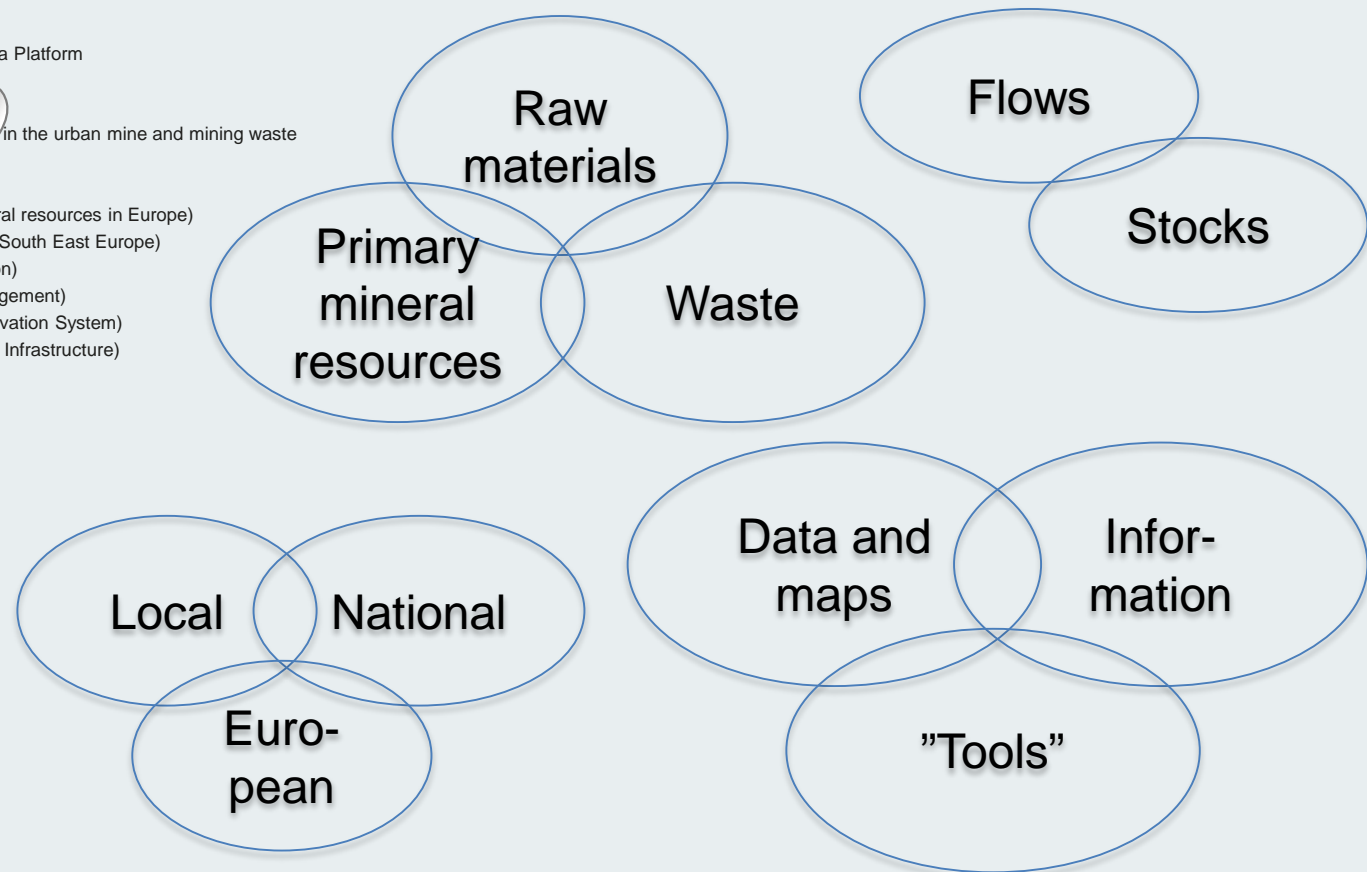 a Platform
in the urban mine and mining waste
ral resources in Europe)
South East Europe)
on)
gement)
vation System)
Infrastructure)
Raw
materials
Primary
mineral
resources
Waste
Flows
Stocks
Local
National
Euro-
pean
Data and
maps
Infor-
mation
”Tools”